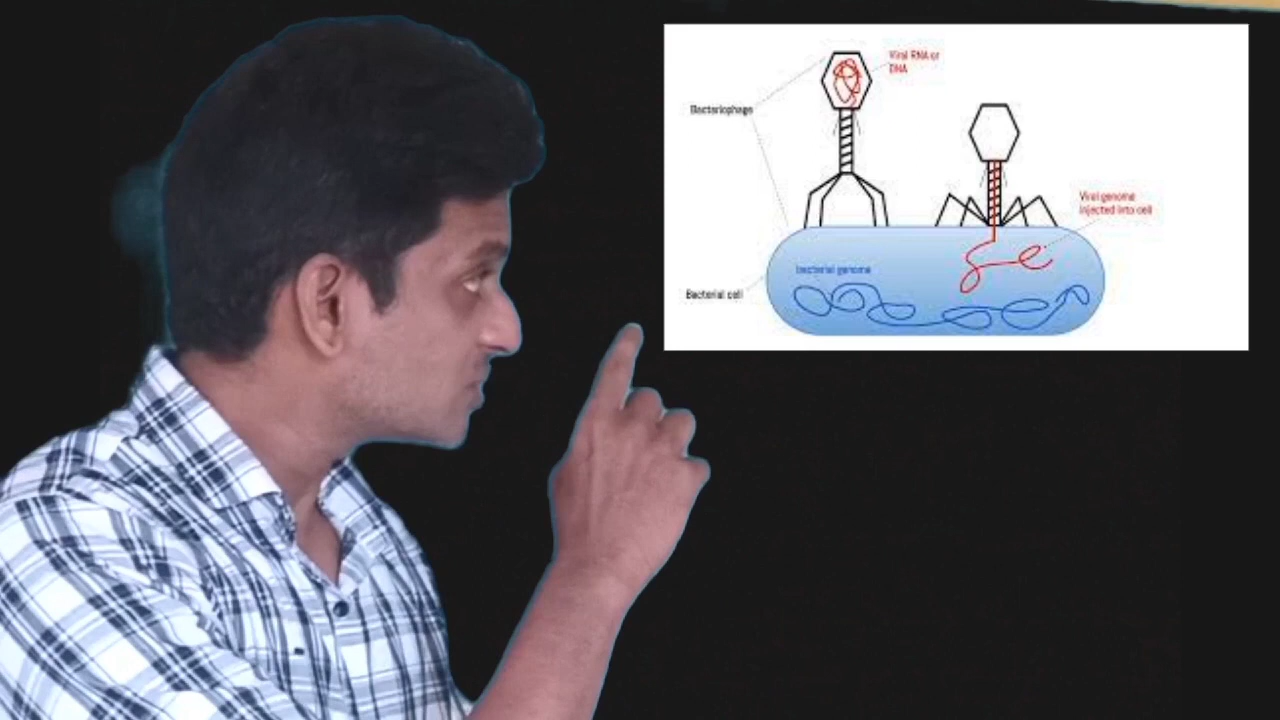 Viral RNA or
DNA
Bacteriophage
Viral genome
injected into cell
bacterial genome
Bacterial cell